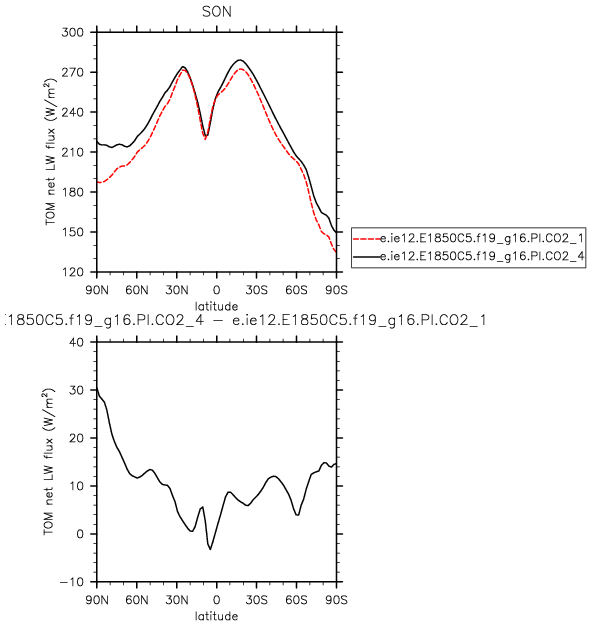 SON
300
270
240
210
180
150
120
TOM net LW flux (W/m²)
90N 60N 30N 0 30S 60S 90S
latitude
e.ie12.E1850C5.f19_g16.PI.CO2_1
e.ie12.E1850C5.f19_g16.PI.CO2_4
:1850C5.f19_g16.PI.CO2_4 − e.ie12.E1850C5.f19_g16.PI.CO2_1
40
30
20
10
0
−10
TOM net LW flux (W/m²)
90N 60N 30N 0 30S 60S 90S
latitude